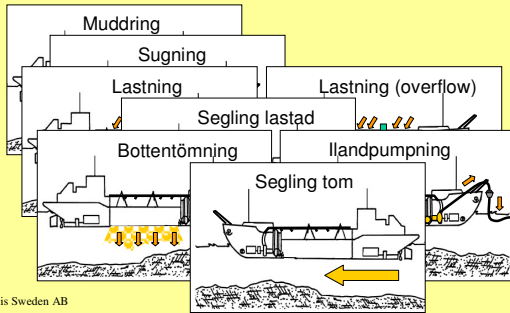 Muddring
Sugning
Lastning
Lastning (overflow)
Segling lastad
Bottentömning
Ilandpumpning
Segling tom
is Sweden AB